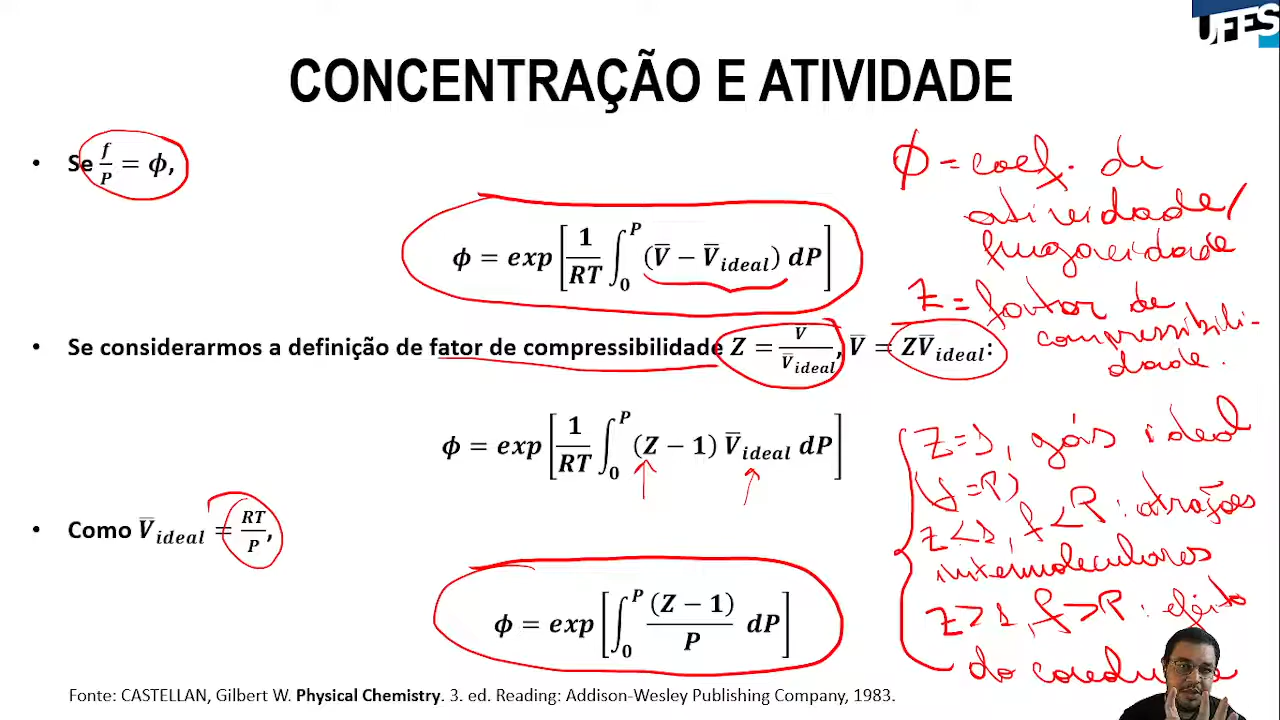 UFES
CONCENTRAÇÃO E ATIVIDADE
• Se f/P = ϕ,
ϕ = exp[1/RT ∫₀ᴾ (V̅ − V̅ideal) dP]
• Se considerarmos a definição de fator de compressibilidade Z = V/V̅ideal, V̅ = ZV̅ideal:
ϕ = exp[1/RT ∫₀ᴾ (Z − 1) V̅ideal dP]
• Como V̅ideal = RT/P,
ϕ = exp[∫₀ᴾ (Z − 1)/P dP]
Fonte: CASTELLAN, Gilbert W. Physical Chemistry. 3. ed. Reading: Addison-Wesley Publishing Company, 1983.
ϕ = coef. de
atividade/
fugacidade
Z = fator de
compressibili-
dade.
Z=1, gás ideal
(f=P)
Z<1, f<P: atrações
intermoleculares
Z>1, f>P: efeito
do